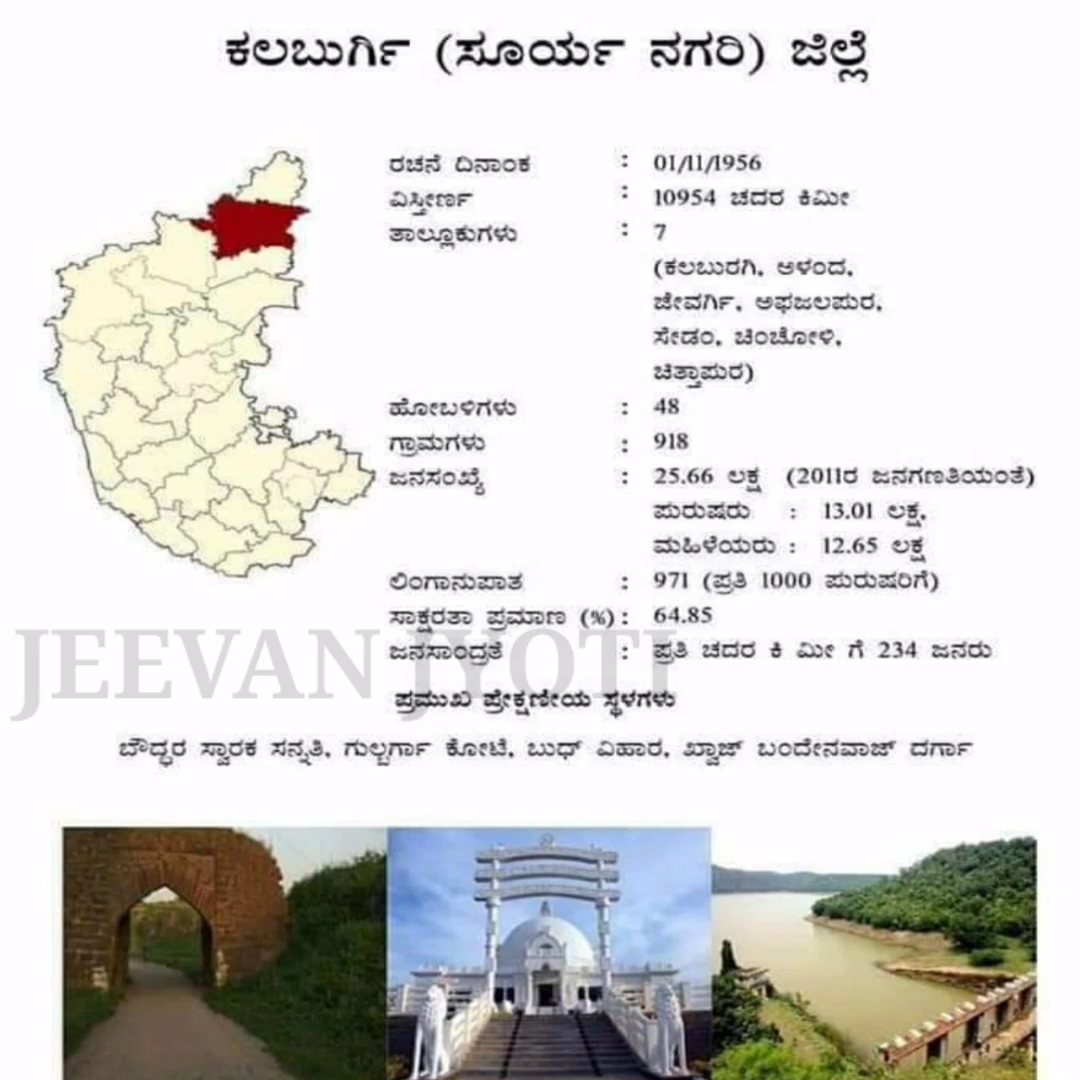 ಕಲಬುರ್ಗಿ (ಸೂರ್ಯ ನಗರಿ) ಜಿಲ್ಲೆ
ರಚನೆ ದಿನಾಂಕ : 01/11/1956
ವಿಸ್ತೀರ್ಣ : 10954 ಚದರ ಕಿಮೀ
ತಾಲ್ಲೂಕುಗಳು : 7
(ಕಲಬುರಗಿ, ಆಳಂದ,
ಜೇವರ್ಗಿ, ಅಫಜಲಪುರ,
ಸೇಡಂ, ಚಿಂಚೋಳಿ,
ಚಿತ್ತಾಪುರ)
ಹೋಬಳಿಗಳು : 48
ಗ್ರಾಮಗಳು : 918
ಜನಸಂಖ್ಯೆ : 25.66 ಲಕ್ಷ (2011ರ ಜನಗಣತಿಯಂತೆ)
ಪುರುಷರು : 13.01 ಲಕ್ಷ,
ಮಹಿಳೆಯರು : 12.65 ಲಕ್ಷ
ಲಿಂಗಾನುಪಾತ : 971 (ಪ್ರತಿ 1000 ಪುರುಷರಿಗೆ)
ಸಾಕ್ಷರತಾ ಪ್ರಮಾಣ (%) : 64.85
ಜನಸಾಂದ್ರತೆ : ಪ್ರತಿ ಚದರ ಕಿ ಮೀ ಗೆ 234 ಜನರು
JEEVAN JYOTI
ಪ್ರಮುಖ ಪ್ರೇಕ್ಷಣೀಯ ಸ್ಥಳಗಳು
ಬೌದ್ಧರ ಸ್ವಾರಕ ಸನ್ನತಿ, ಗುಲ್ಬರ್ಗಾ ಕೋಟೆ, ಬುಧ್ ವಿಹಾರ, ಖ್ವಾಜ್ ಬಂದೇನವಾಜ್ ದರ್ಗಾ